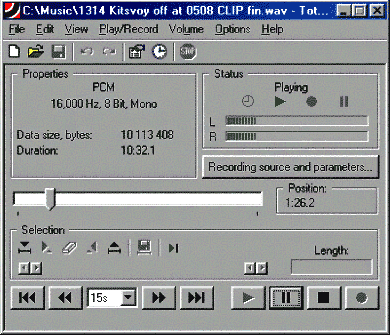 C:\Music\1314 Kitsvoy off at 0508 CLIP fin.wav - Tot...
File Edit View Play/Record Volume Options Help
STOP
Properties
PCM
16,000 Hz, 8 Bit, Mono
Data size, bytes: 10 113 408
Duration: 10:32.1
Status
Playing
L
R
Recording source and parameters...
Position:
1:26.2
Selection
Length:
15s